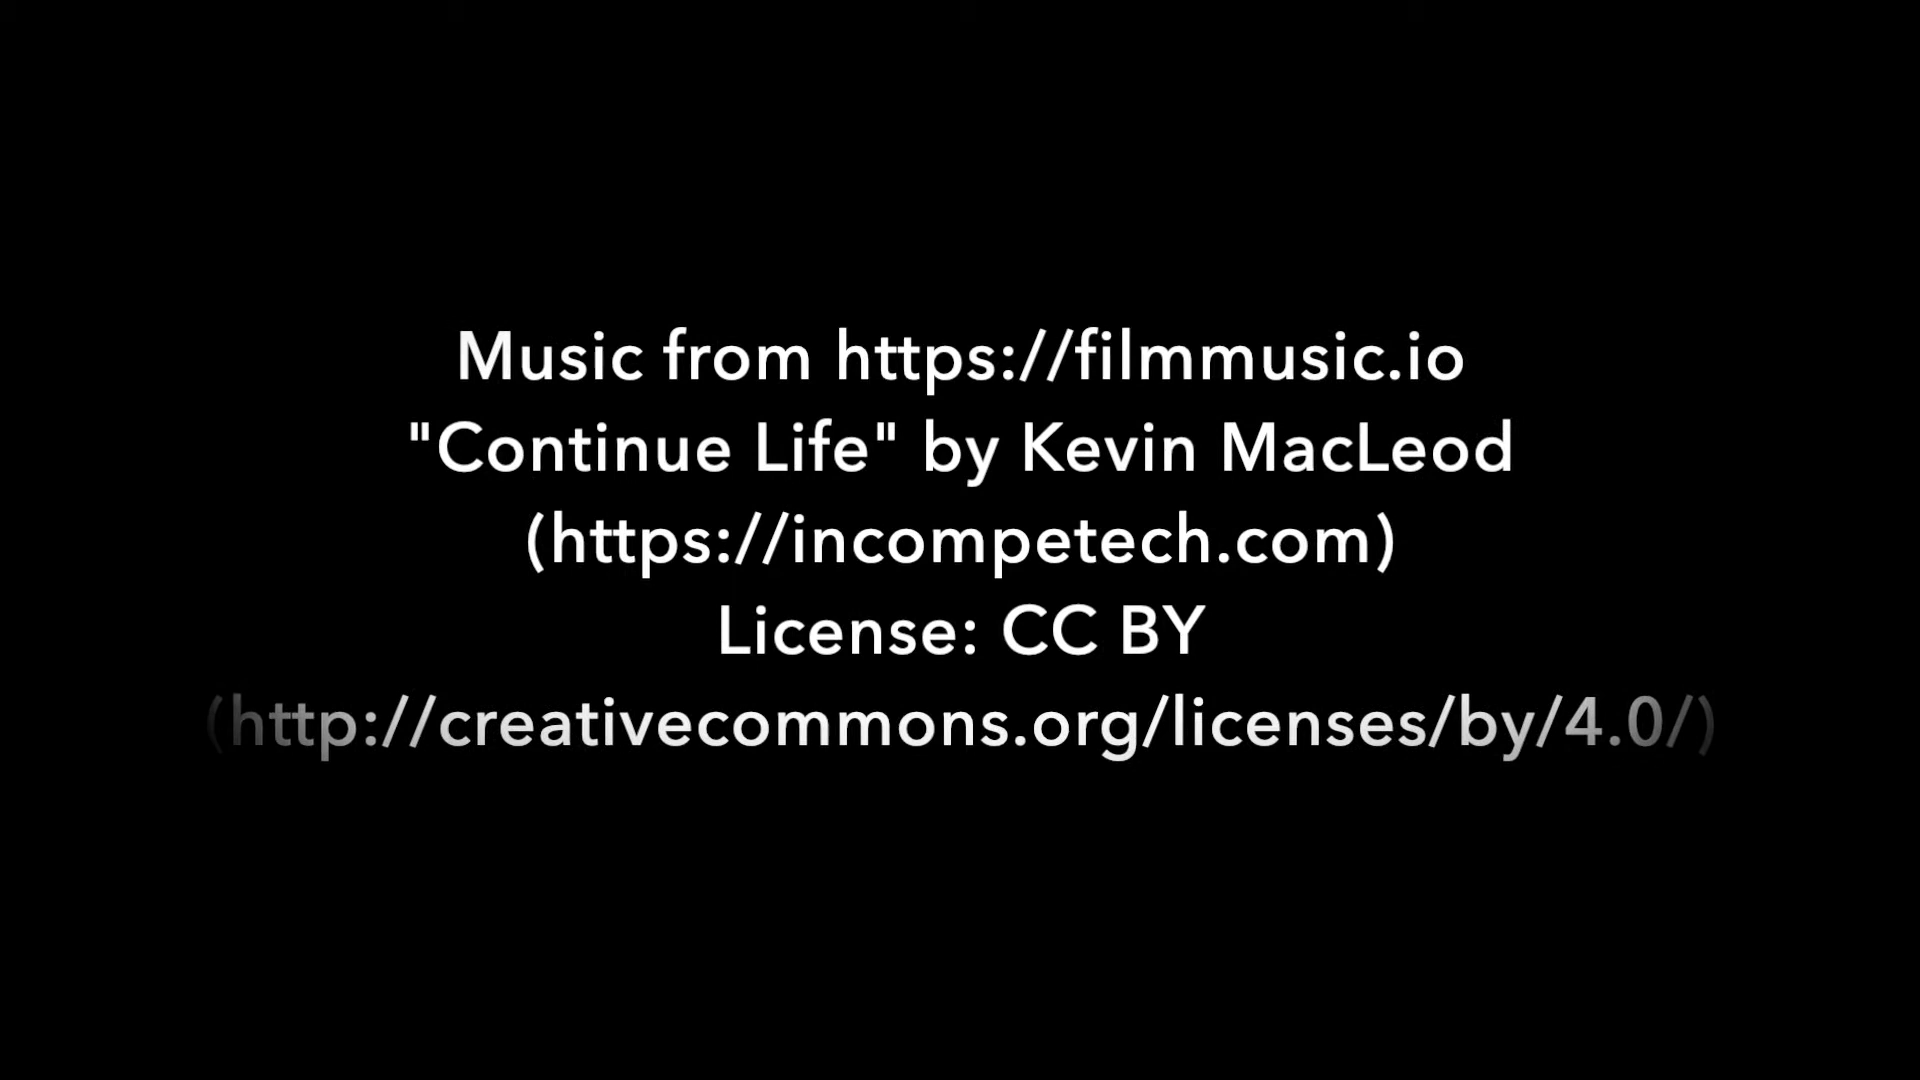 Music from https://filmmusic.io
"Continue Life" by Kevin MacLeod
(https://incompetech.com)
License: CC BY
(http://creativecommons.org/licenses/by/4.0/)